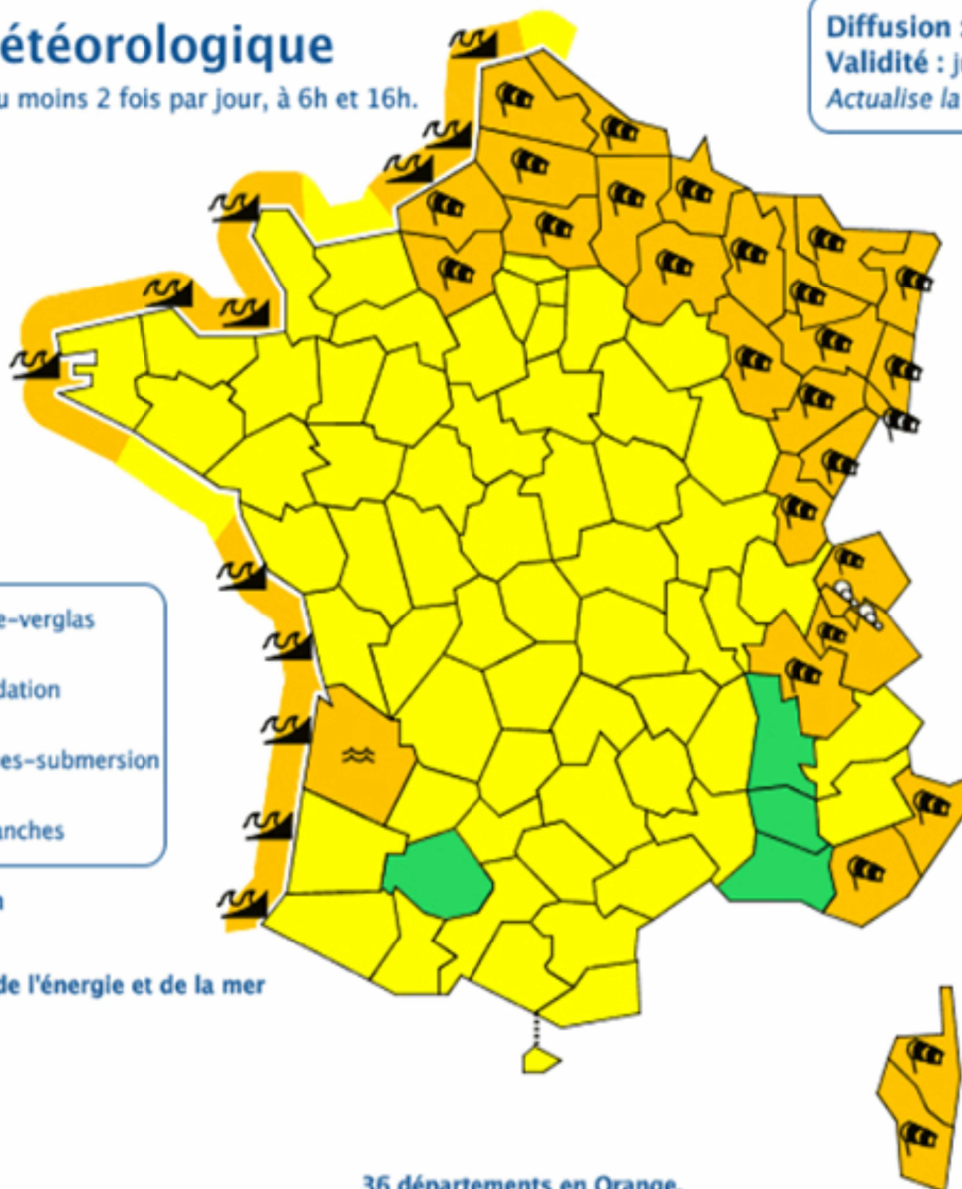 étéorologique
u moins 2 fois par jour, à 6h et 16h.
Diffusion :
Validité : j
Actualise la
e-verglas
dation
es-submersion
anches
n
de l'énergie et de la mer
36 départements en Orange.